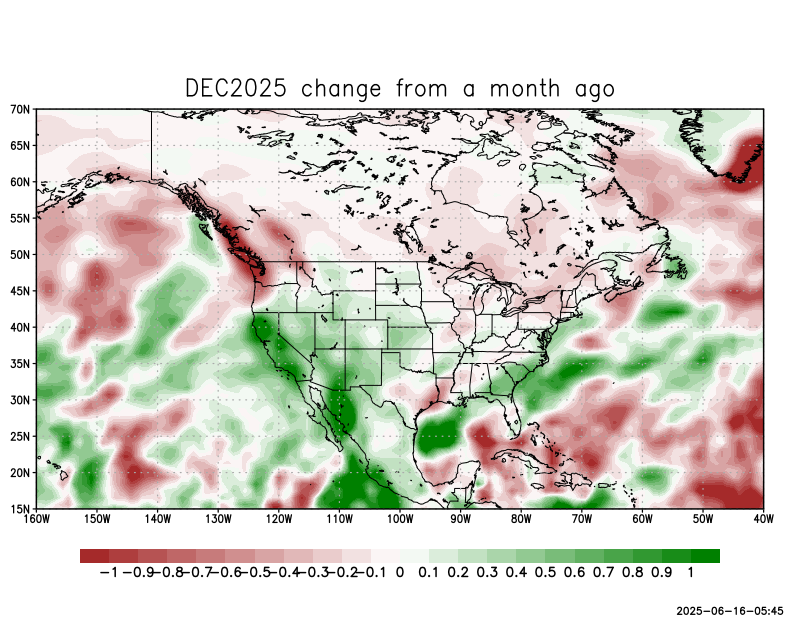 DEC2025 change from a month ago
70N
65N
60N
55N
50N
45N
40N
35N
30N
25N
20N
15N
160W 150W 140W 130W 120W 110W 100W 90W 80W 70W 60W 50W 40W
-1 -0.9 -0.8 -0.7 -0.6 -0.5 -0.4 -0.3 -0.2 -0.1 0 0.1 0.2 0.3 0.4 0.5 0.6 0.7 0.8 0.9 1
2025-06-16-05:45